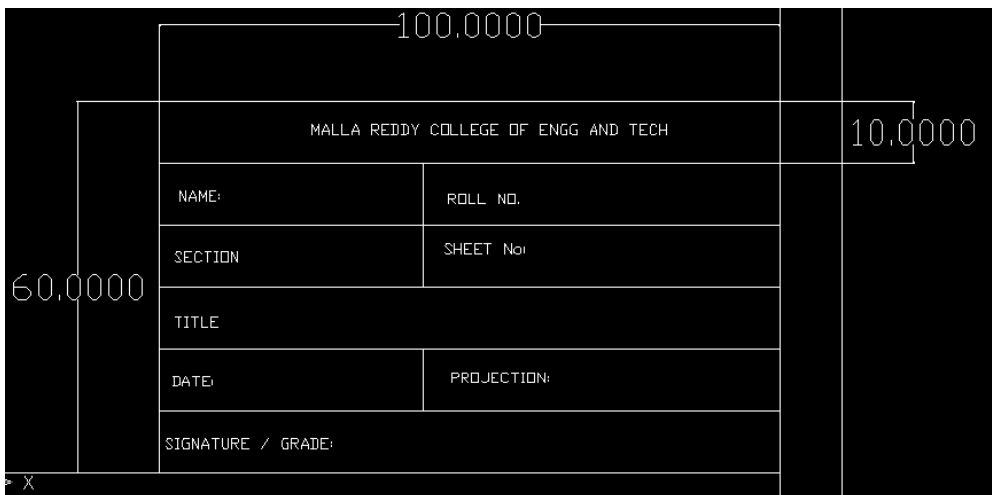 100.0000
MALLA REDDY COLLEGE OF ENGG AND TECH
10.0000
NAME:
ROLL NO.
SECTION
SHEET No:
60.0000
TITLE
DATE:
PROJECTION:
SIGNATURE / GRADE:
X